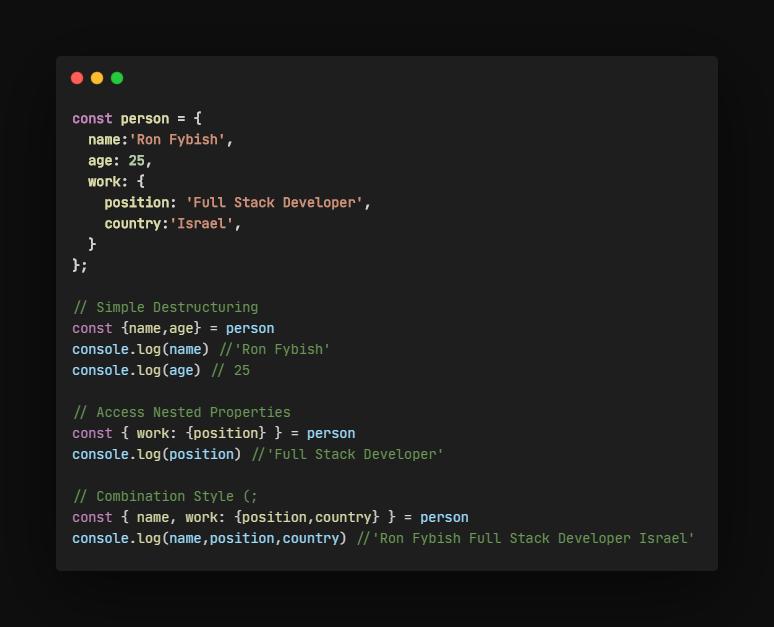 const person = {
  name:'Ron Fybish',
  age: 25,
  work: {
    position: 'Full Stack Developer',
    country:'Israel',
  }
};

// Simple Destructuring
const {name,age} = person
console.log(name) //'Ron Fybish'
console.log(age) // 25

// Access Nested Properties
const { work: {position} } = person
console.log(position) //'Full Stack Developer'

// Combination Style (;
const { name, work: {position,country} } = person
console.log(name,position,country) //'Ron Fybish Full Stack Developer Israel'